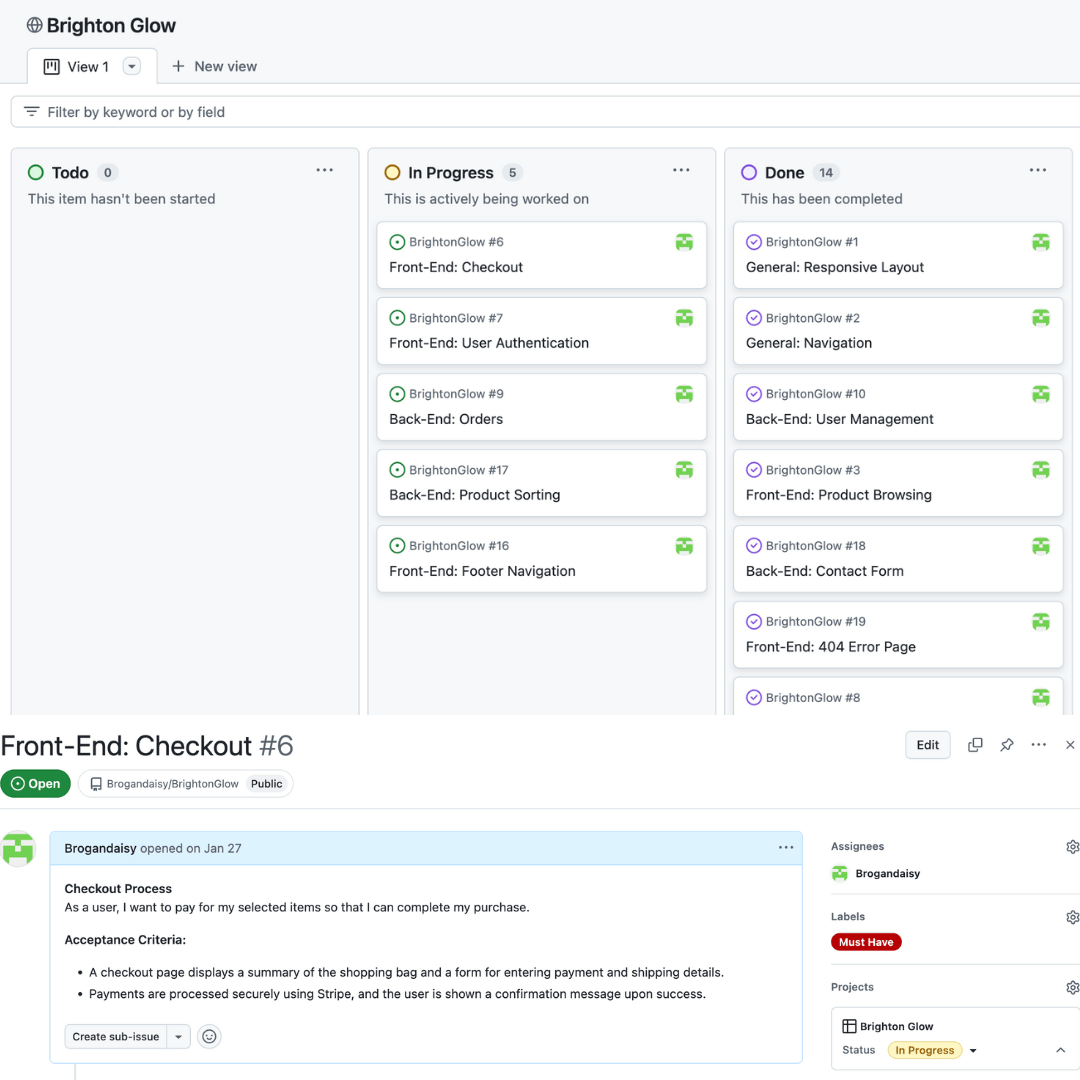 Brighton Glow
View 1 New view
Filter by keyword or by field
Todo 0
This item hasn't been started
In Progress 5
This is actively being worked on
BrightonGlow #6
Front-End: Checkout
BrightonGlow #7
Front-End: User Authentication
BrightonGlow #9
Back-End: Orders
BrightonGlow #17
Back-End: Product Sorting
BrightonGlow #16
Front-End: Footer Navigation
Done 14
This has been completed
BrightonGlow #1
General: Responsive Layout
BrightonGlow #2
General: Navigation
BrightonGlow #10
Back-End: User Management
BrightonGlow #3
Front-End: Product Browsing
BrightonGlow #18
Back-End: Contact Form
BrightonGlow #19
Front-End: 404 Error Page
BrightonGlow #8
Front-End: Checkout #6
Edit
Open Brogandaisy/BrightonGlow Public
Brogandaisy opened on Jan 27
Checkout Process
As a user, I want to pay for my selected items so that I can complete my purchase.
Acceptance Criteria:
• A checkout page displays a summary of the shopping bag and a form for entering payment and shipping details.
• Payments are processed securely using Stripe, and the user is shown a confirmation message upon success.
Create sub-issue
Assignees
Brogandaisy
Labels
Must Have
Projects
Brighton Glow
Status In Progress